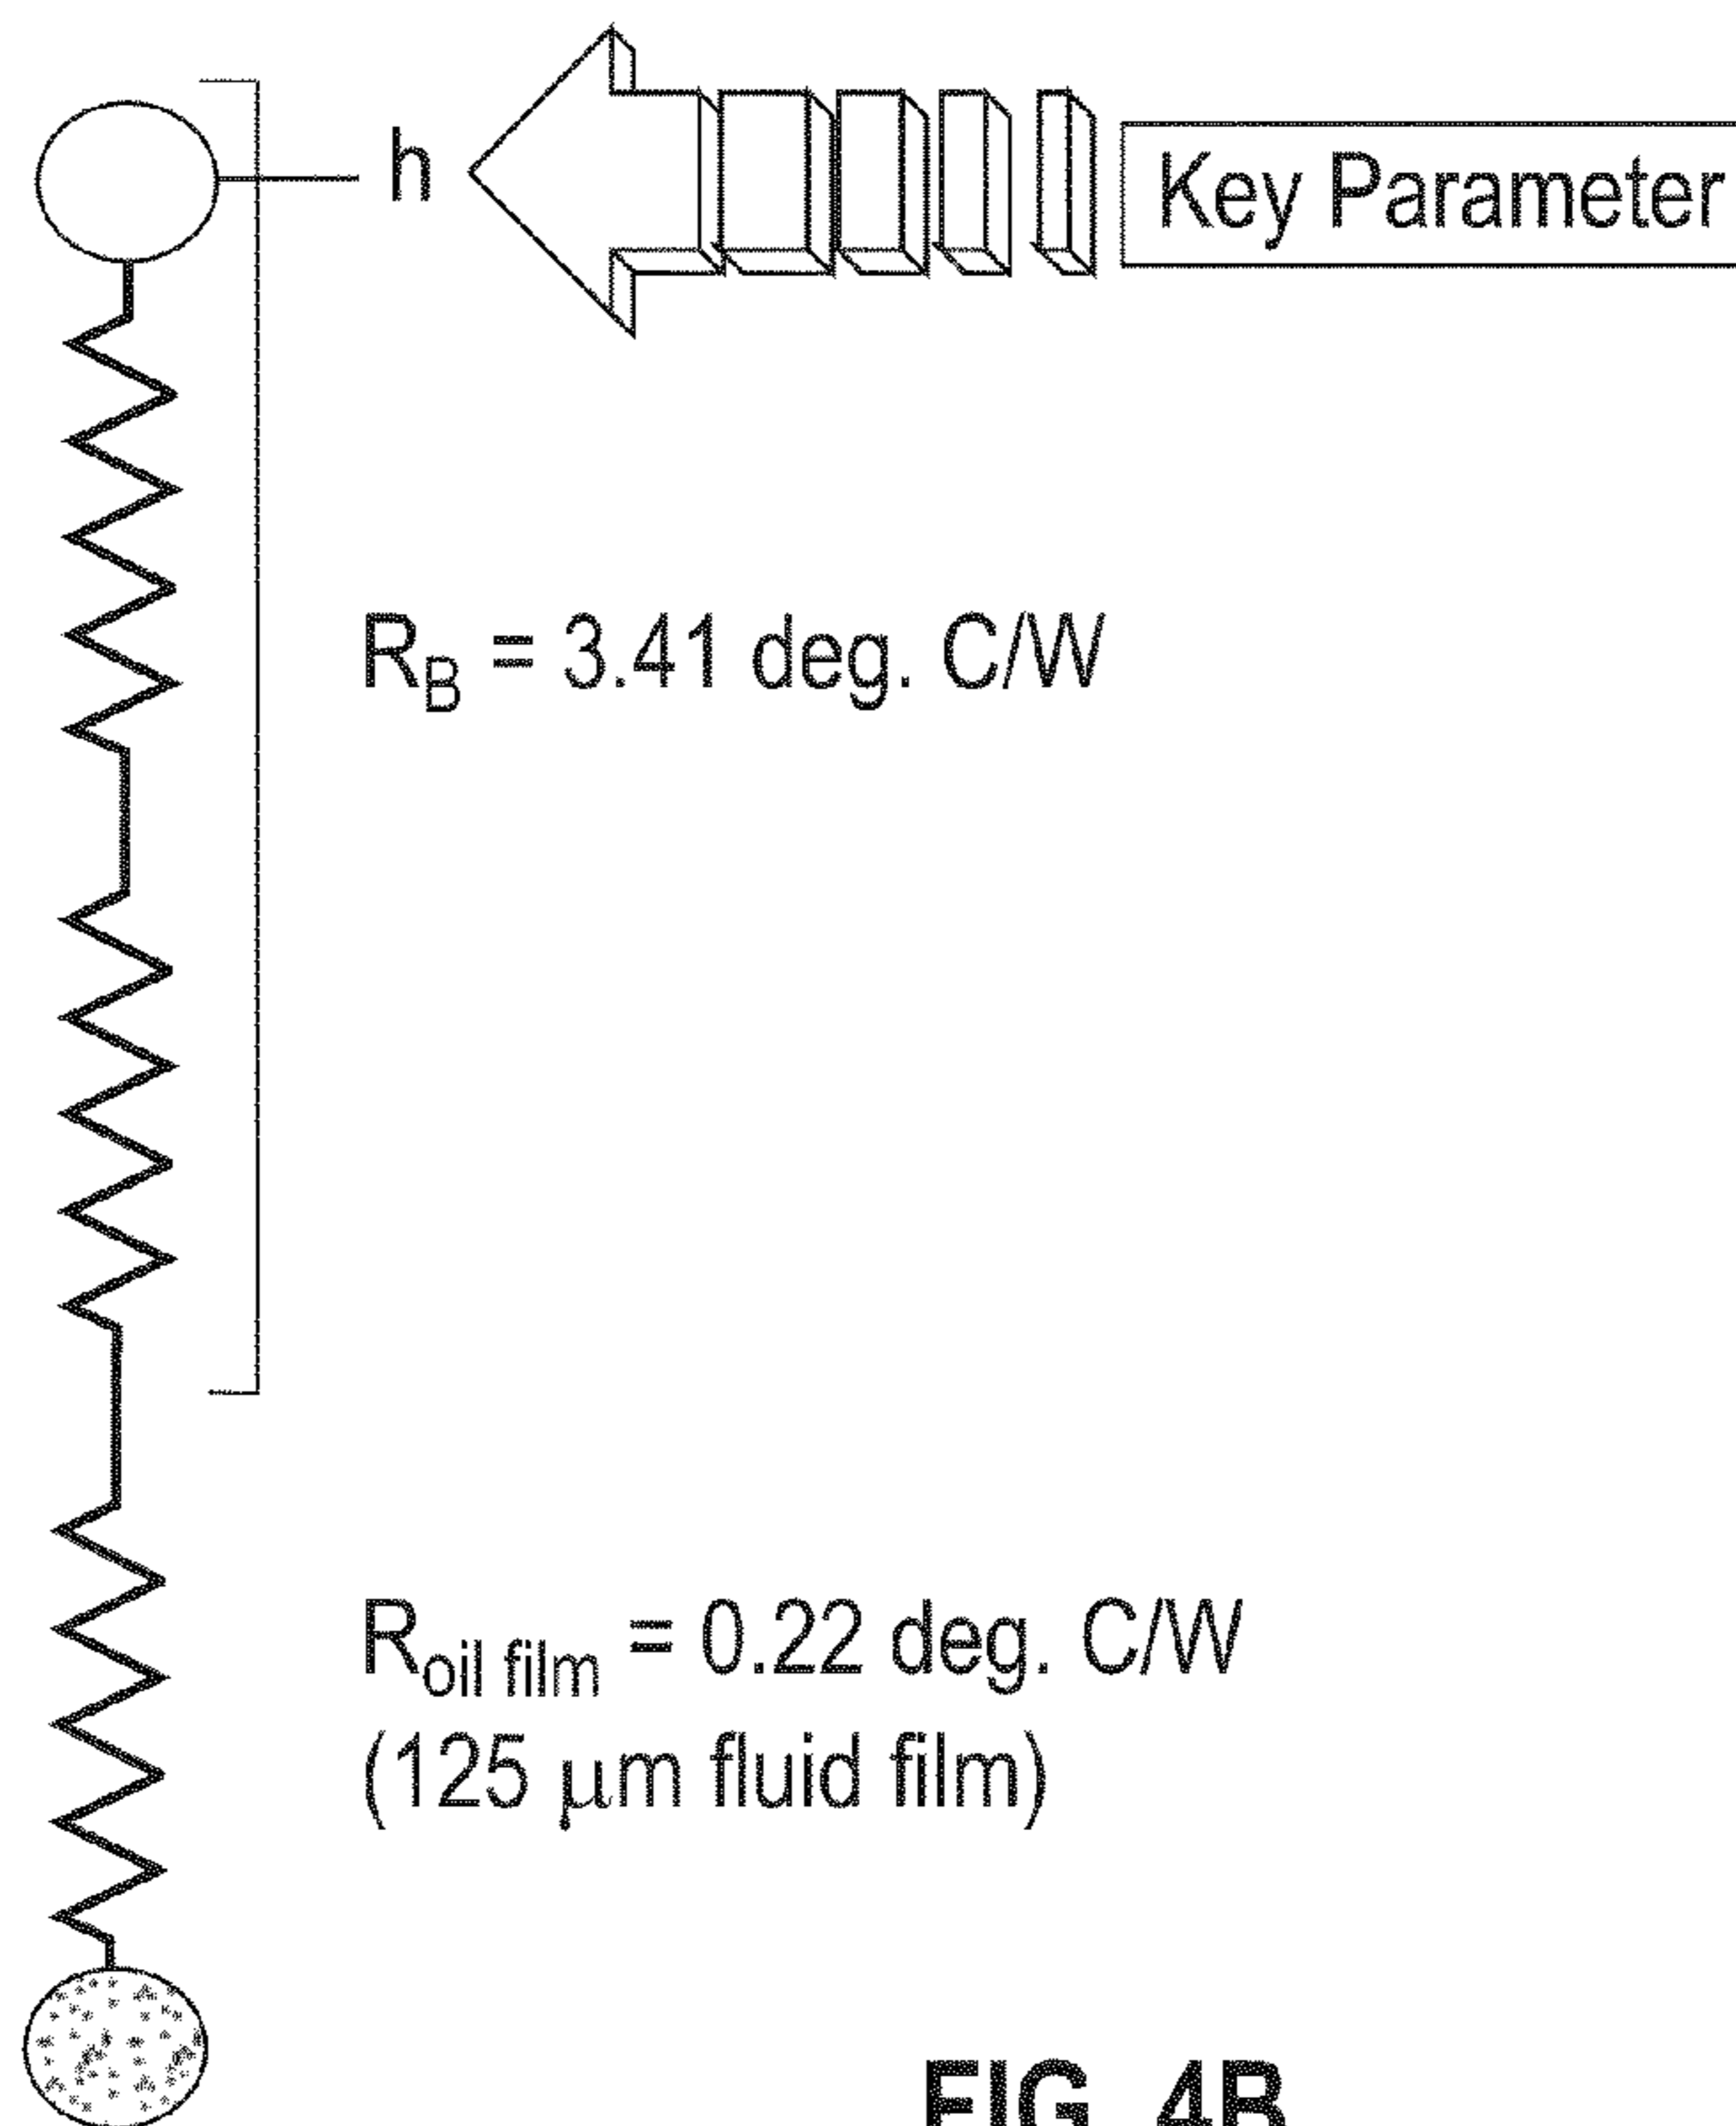 h
Key Parameter
R_B = 3.41 deg. C/W
R_oil film = 0.22 deg. C/W
(125 μm fluid film)
FIG. 4B